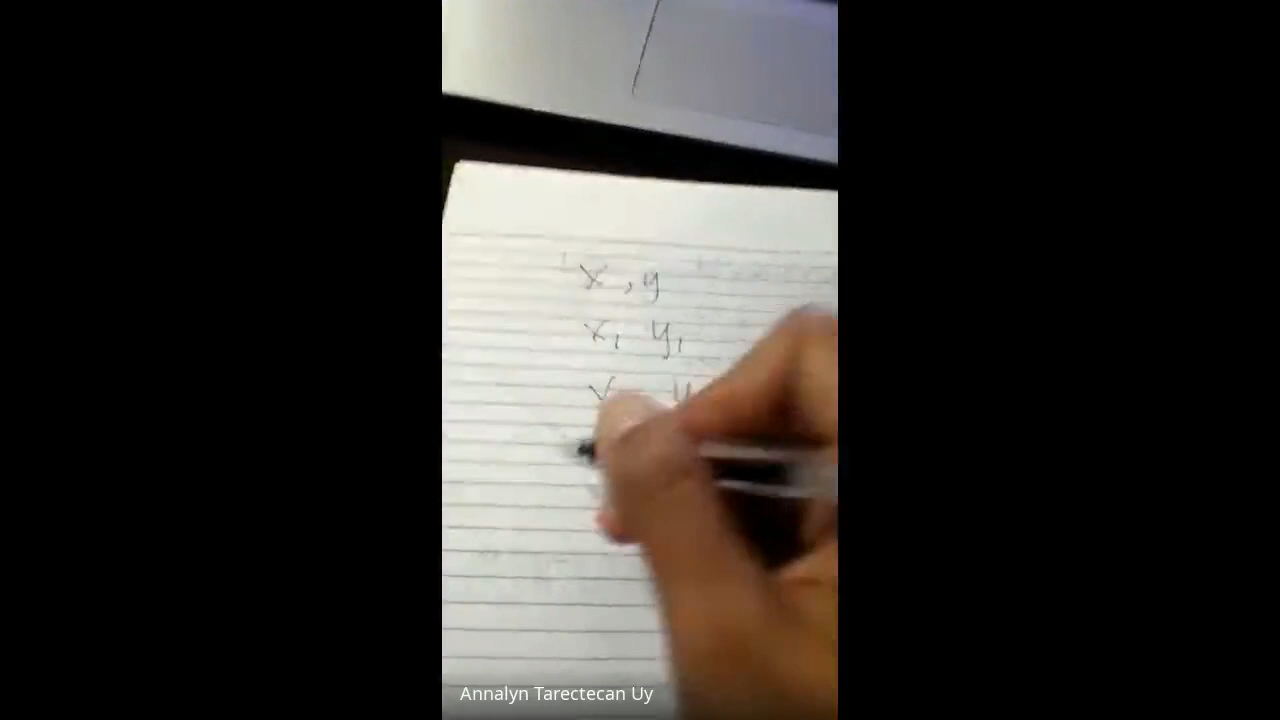 x , y
x₁ y₁
x y
Annalyn Tarectecan Uy